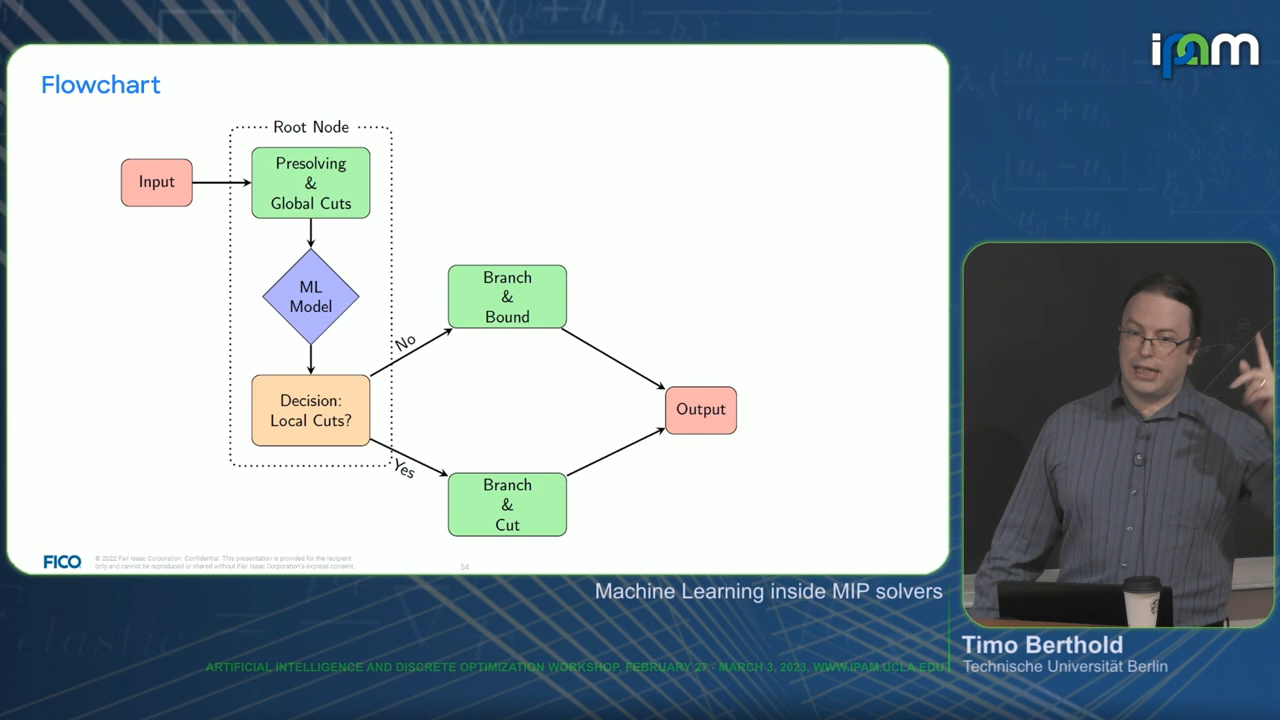 ipam
Flowchart
Root Node
Input
Presolving
&
Global Cuts
ML
Model
Decision:
Local Cuts?
No
Yes
Branch
&
Bound
Branch
&
Cut
Output
FICO
© 2022 Fair Isaac Corporation. Confidential. This presentation is provided for the recipient
only and cannot be reproduced or shared without Fair Isaac Corporation's express consent.
54
Machine Learning inside MIP solvers
Timo Berthold
Technische Universität Berlin
ARTIFICIAL INTELLIGENCE AND DISCRETE OPTIMIZATION WORKSHOP, FEBRUARY 27 - MARCH 3, 2023, WWW.IPAM.UCLA.EDU